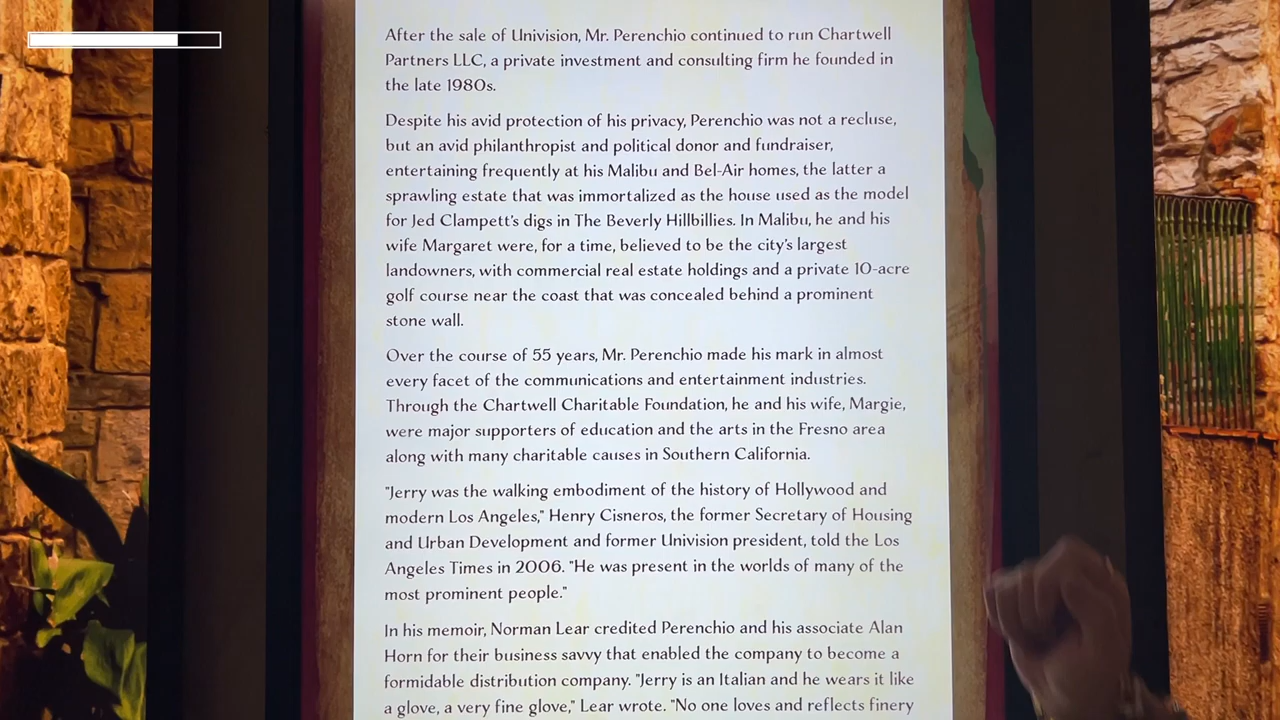 After the sale of Univision, Mr. Perenchio continued to run Chartwell
Partners LLC, a private investment and consulting firm he founded in
the late 1980s.
Despite his avid protection of his privacy, Perenchio was not a recluse,
but an avid philanthropist and political donor and fundraiser,
entertaining frequently at his Malibu and Bel-Air homes, the latter a
sprawling estate that was immortalized as the house used as the model
for Jed Clampett's digs in The Beverly Hillbillies. In Malibu, he and his
wife Margaret were, for a time, believed to be the city's largest
landowners, with commercial real estate holdings and a private 10-acre
golf course near the coast that was concealed behind a prominent
stone wall.
Over the course of 55 years, Mr. Perenchio made his mark in almost
every facet of the communications and entertainment industries.
Through the Chartwell Charitable Foundation, he and his wife, Margie,
were major supporters of education and the arts in the Fresno area
along with many charitable causes in Southern California.
"Jerry was the walking embodiment of the history of Hollywood and
modern Los Angeles," Henry Cisneros, the former Secretary of Housing
and Urban Development and former Univision president, told the Los
Angeles Times in 2006. "He was present in the worlds of many of the
most prominent people."
In his memoir, Norman Lear credited Perenchio and his associate Alan
Horn for their business savvy that enabled the company to become a
formidable distribution company. "Jerry is an Italian and he wears it like
a glove, a very fine glove," Lear wrote. "No one loves and reflects finery